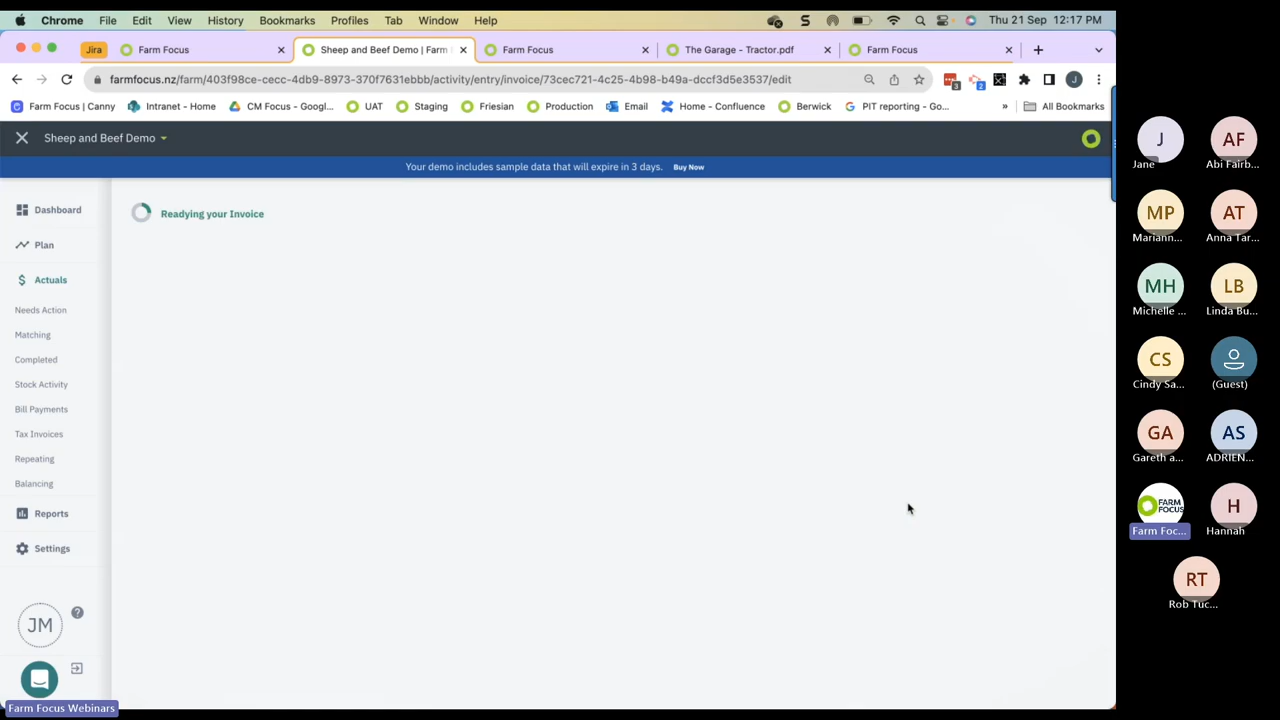 Chrome File Edit View History Bookmarks Profiles Tab Window Help S Thu 21 Sep 12:17 PM
Jira Farm Focus Sheep and Beef Demo | Farm F Farm Focus The Garage - Tractor.pdf Farm Focus
farmfocus.nz/farm/403f98ce-cecc-4db9-8973-370f7631ebbb/activity/entry/invoice/73cec721-4c25-4b98-b49a-dccf3d5e3537/edit 3 2 J
Farm Focus | Canny Intranet - Home CM Focus - Googl... UAT Staging Friesian Production Email Home - Confluence Berwick PIT reporting - Go... » All Bookmarks
Sheep and Beef Demo
Your demo includes sample data that will expire in 3 days. Buy Now
Dashboard
Readying your Invoice
Plan
Actuals
Needs Action
Matching
Completed
Stock Activity
Bill Payments
Tax Invoices
Repeating
Balancing
Reports
Settings
JM ?
Farm Focus Webinars
J AF
Jane Abi Fairb...
MP AT
Mariann... Anna Tar...
MH LB
Michelle ... Linda Bu...
CS
Cindy Sa... (Guest)
GA AS
Gareth a... ADRIEN...
FARM FOCUS H
Farm Foc... Hannah
RT
Rob Tuc...